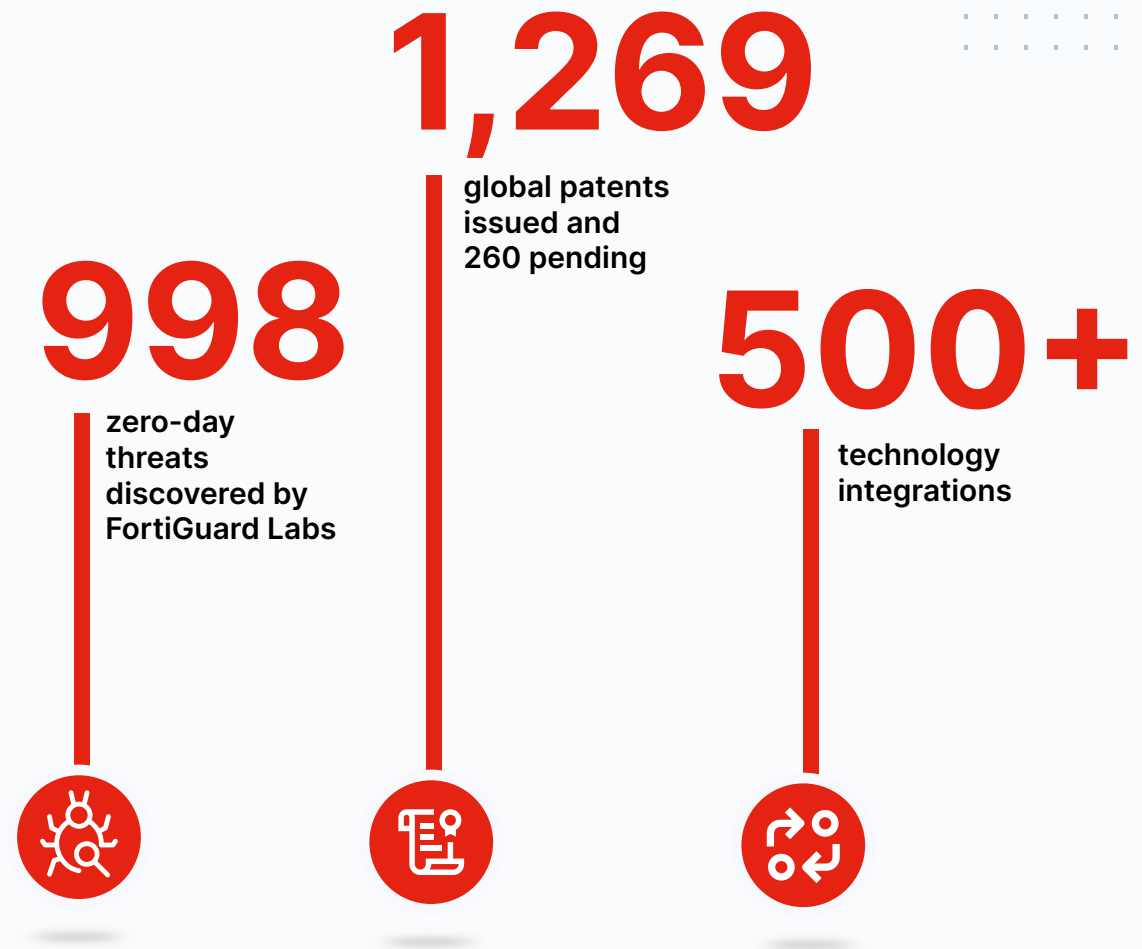 998
zero-day
threats
discovered by
FortiGuard Labs
1,269
global patents
issued and
260 pending
500+
technology
integrations